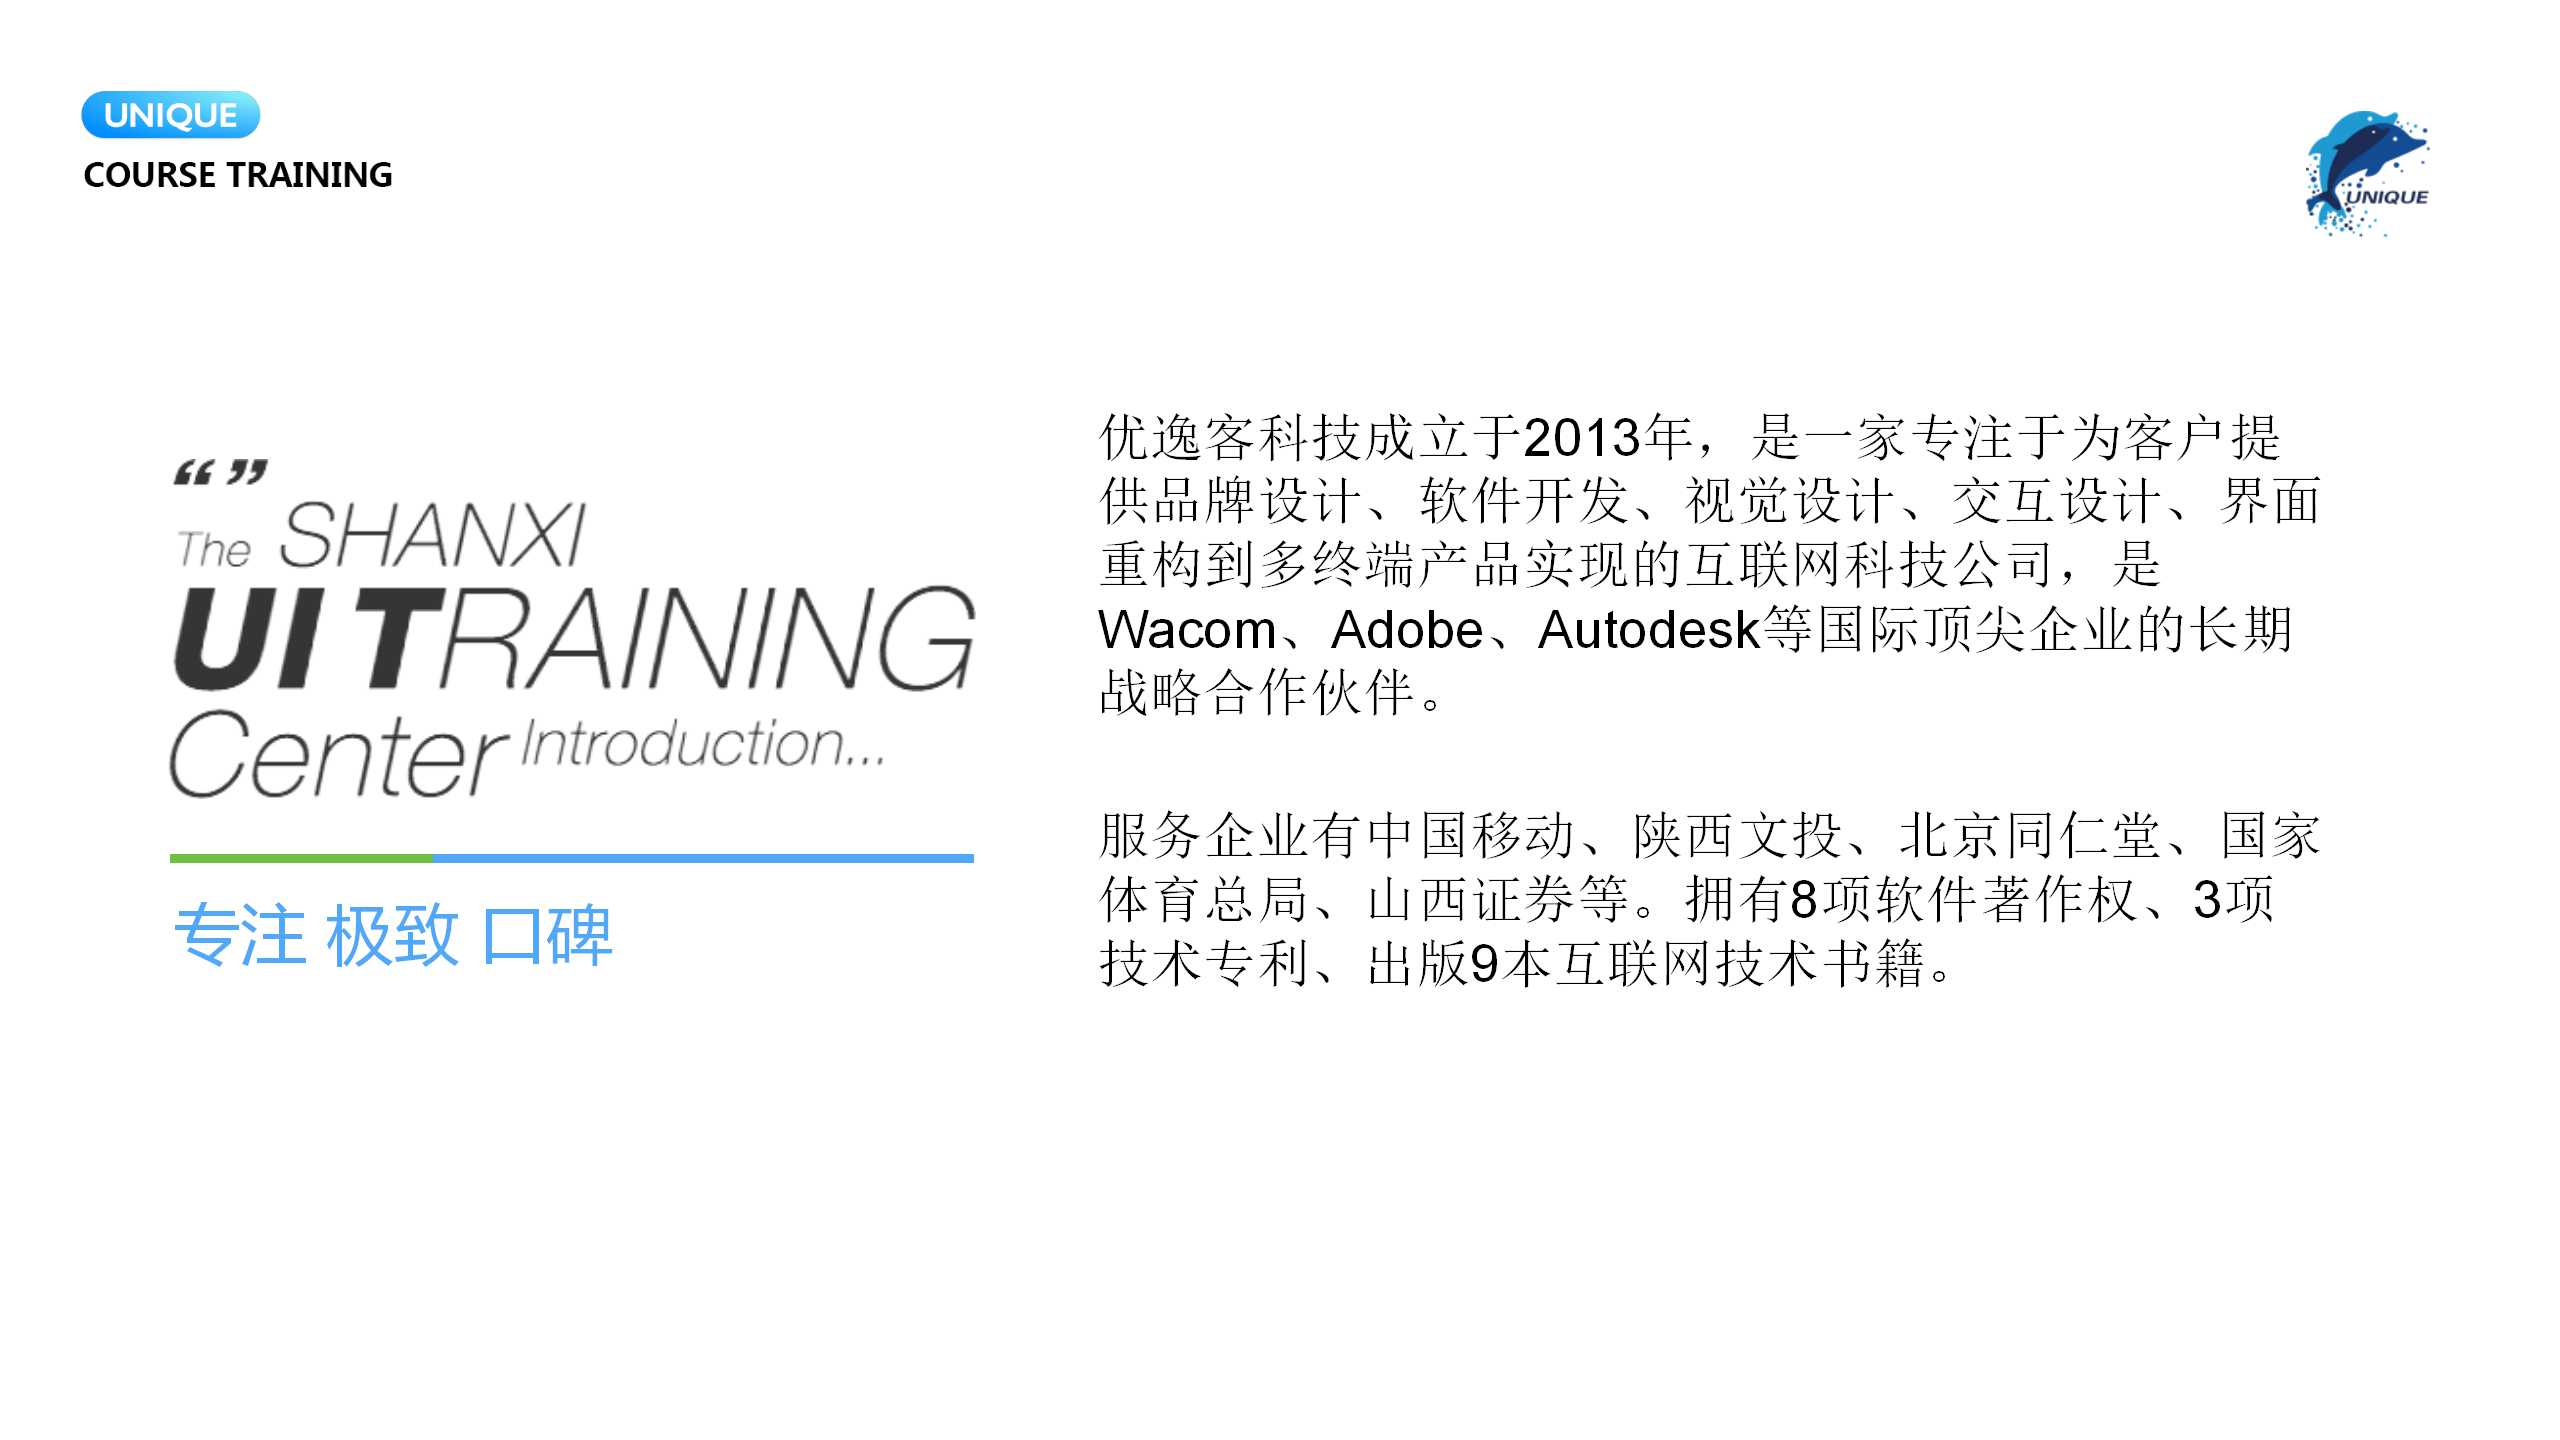 UNIQUE
COURSE TRAINING
UNIQUE
“ ”
The SHANXI
UI TRAINING
Center Introduction...
专注 极致 口碑
优逸客科技成立于2013年，是一家专注于为客户提
供品牌设计、软件开发、视觉设计、交互设计、界面
重构到多终端产品实现的互联网科技公司，是
Wacom、Adobe、Autodesk等国际顶尖企业的长期
战略合作伙伴。
服务企业有中国移动、陕西文投、北京同仁堂、国家
体育总局、山西证券等。拥有8项软件著作权、3项
技术专利、出版9本互联网技术书籍。